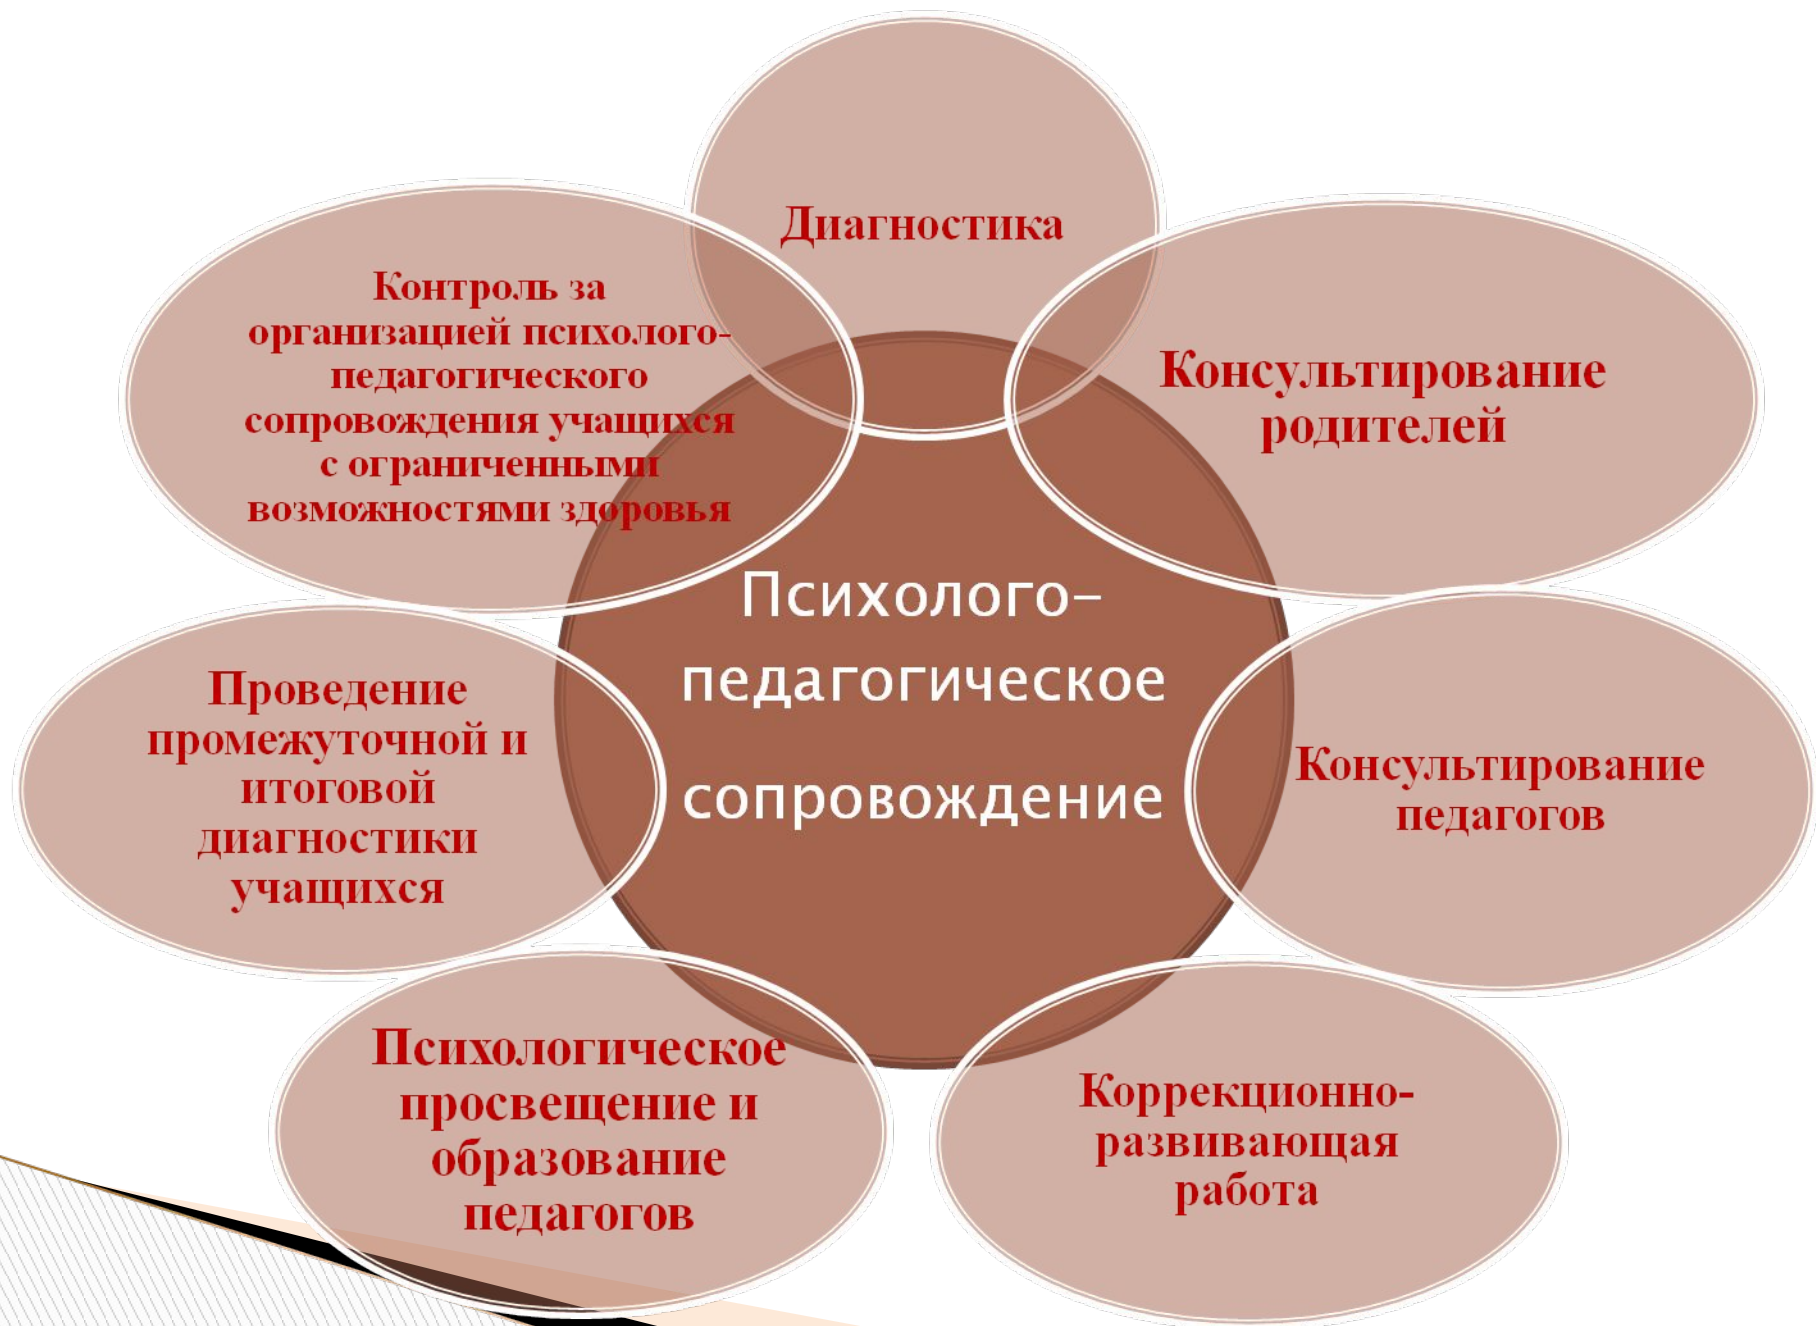 Диагностика
Консультирование
родителей
Консультирование
педагогов
Коррекционно-
развивающая
работа
Психологическое
просвещение и
образование
педагогов
Проведение
промежуточной и
итоговой
диагностики
учащихся
Контроль за
организацией психолого-
педагогического
сопровождения учащихся
с ограниченными
возможностями здоровья
Психолого-
педагогическое
сопровождение